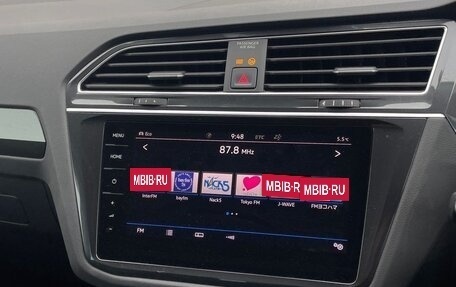 PASSENGER
AIR BAG
MENU
Eco
9:48
ETC
5.5℃
HOME
87.8 MHz
MBIB.RU
NACK5
MBIB.R
MBIB.RU
InterFM
bayfm
Nack5
Tokyo FM
J-WAVE
FMヨコハマ
FM